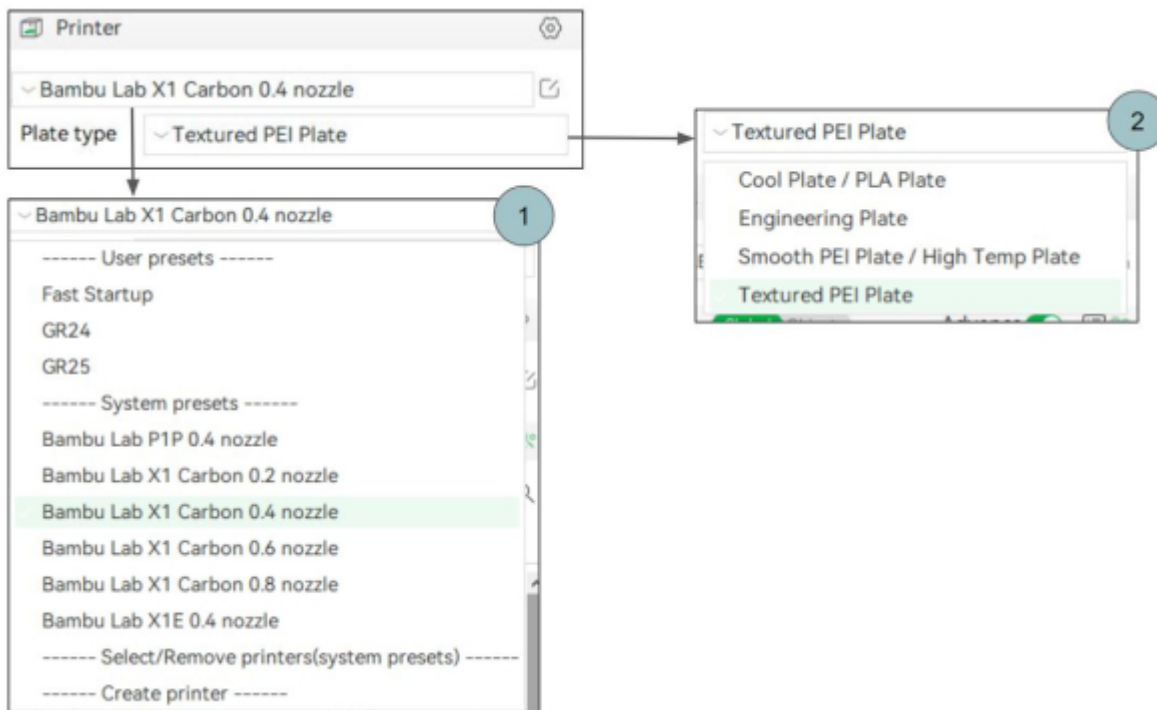 Printer
Bambu Lab X1 Carbon 0.4 nozzle
Plate type
Textured PEI Plate
1
Bambu Lab X1 Carbon 0.4 nozzle
------ User presets ------
Fast Startup
GR24
GR25
------ System presets ------
Bambu Lab P1P 0.4 nozzle
Bambu Lab X1 Carbon 0.2 nozzle
Bambu Lab X1 Carbon 0.4 nozzle
Bambu Lab X1 Carbon 0.6 nozzle
Bambu Lab X1 Carbon 0.8 nozzle
Bambu Lab X1E 0.4 nozzle
------ Select/Remove printers(system presets) ------
------ Create printer ------
2
Textured PEI Plate
Cool Plate / PLA Plate
Engineering Plate
Smooth PEI Plate / High Temp Plate
Textured PEI Plate